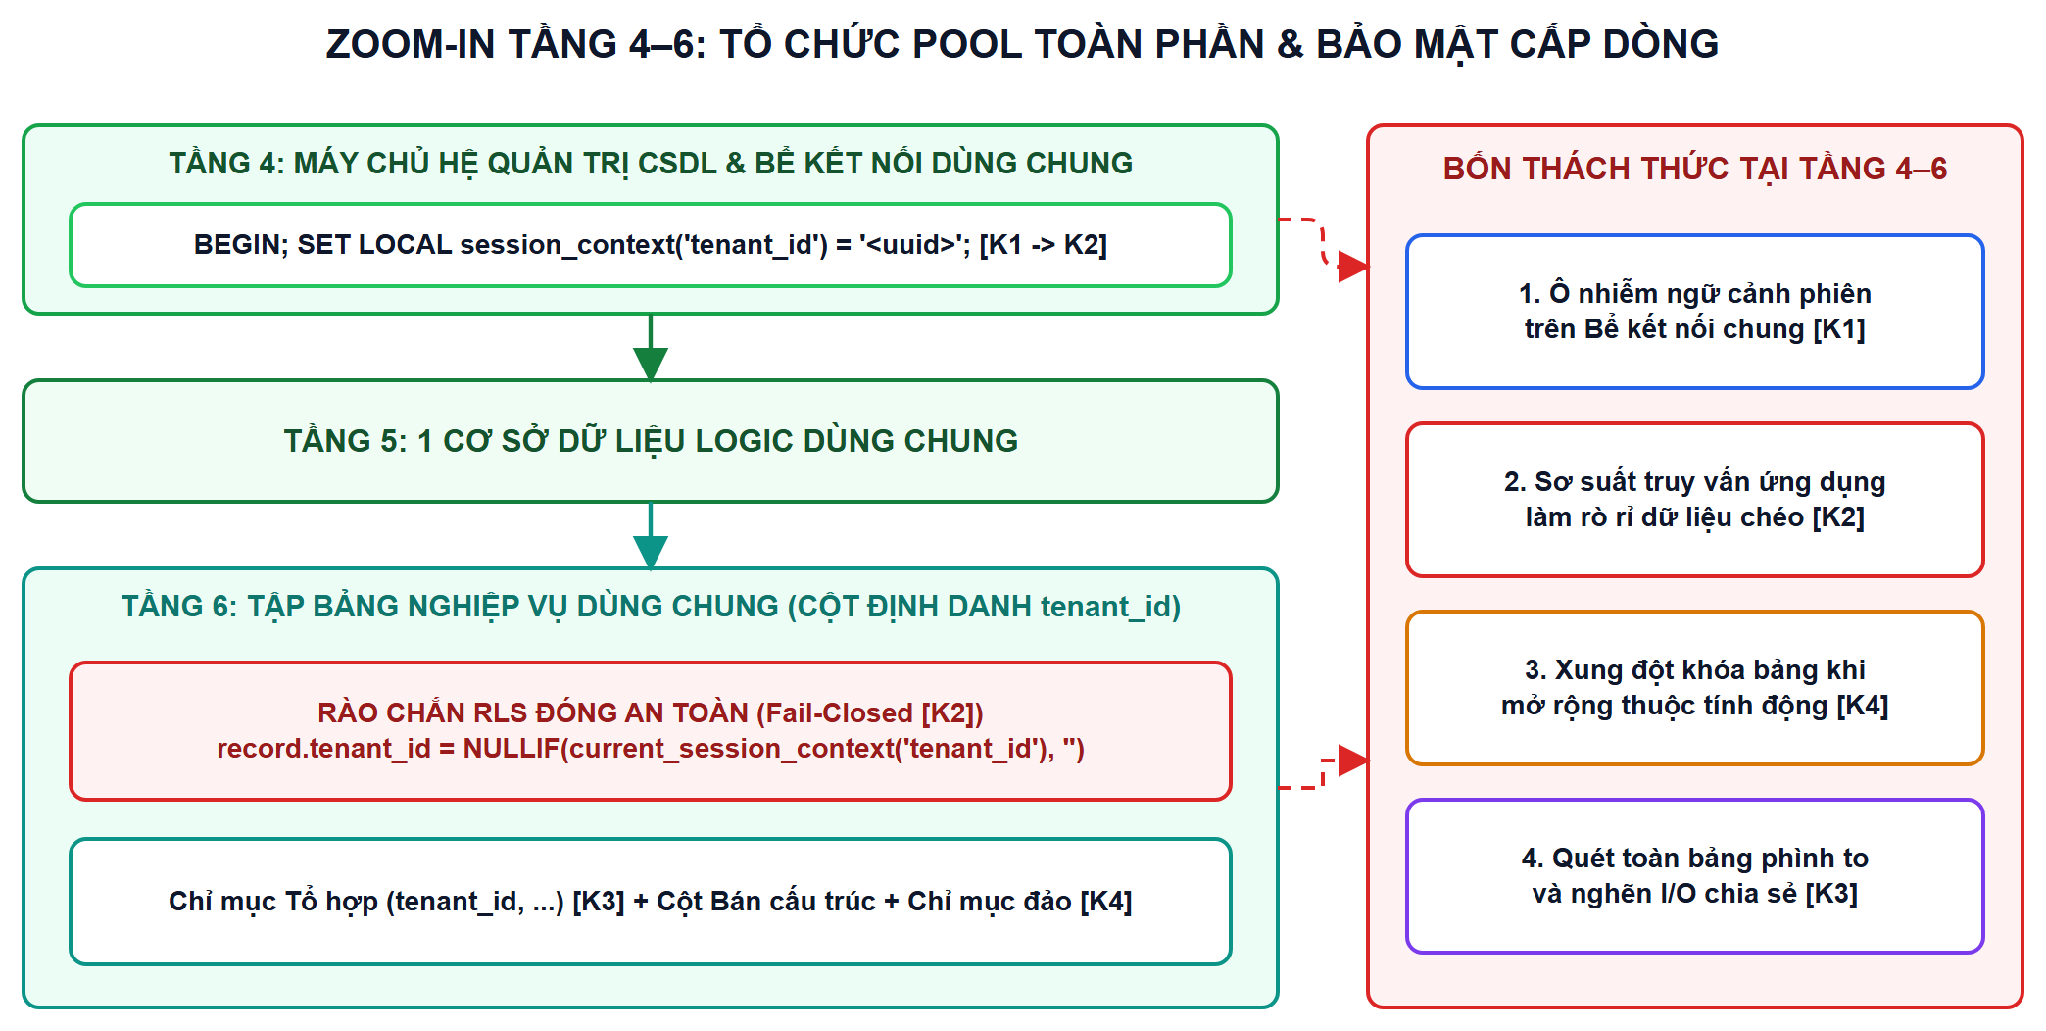 ZOOM-IN TẦNG 4–6: TỔ CHỨC POOL TOÀN PHẦN & BẢO MẬT CẤP DÒNG
TẦNG 4: MÁY CHỦ HỆ QUẢN TRỊ CSDL & BỂ KẾT NỐI DÙNG CHUNG
BEGIN; SET LOCAL session_context('tenant_id') = '<uuid>'; [K1 -> K2]
TẦNG 5: 1 CƠ SỞ DỮ LIỆU LOGIC DÙNG CHUNG
TẦNG 6: TẬP BẢNG NGHIỆP VỤ DÙNG CHUNG (CỘT ĐỊNH DANH tenant_id)
RÀO CHẮN RLS ĐÓNG AN TOÀN (Fail-Closed [K2])
record.tenant_id = NULLIF(current_session_context('tenant_id'), '')
Chỉ mục Tổ hợp (tenant_id, ...) [K3] + Cột Bán cấu trúc + Chỉ mục đảo [K4]
BỐN THÁCH THỨC TẠI TẦNG 4–6
1. Ô nhiễm ngữ cảnh phiên
trên Bể kết nối chung [K1]
2. Sơ suất truy vấn ứng dụng
làm rò rỉ dữ liệu chéo [K2]
3. Xung đột khóa bảng khi
mở rộng thuộc tính động [K4]
4. Quét toàn bảng phình to
và nghẽn I/O chia sẻ [K3]